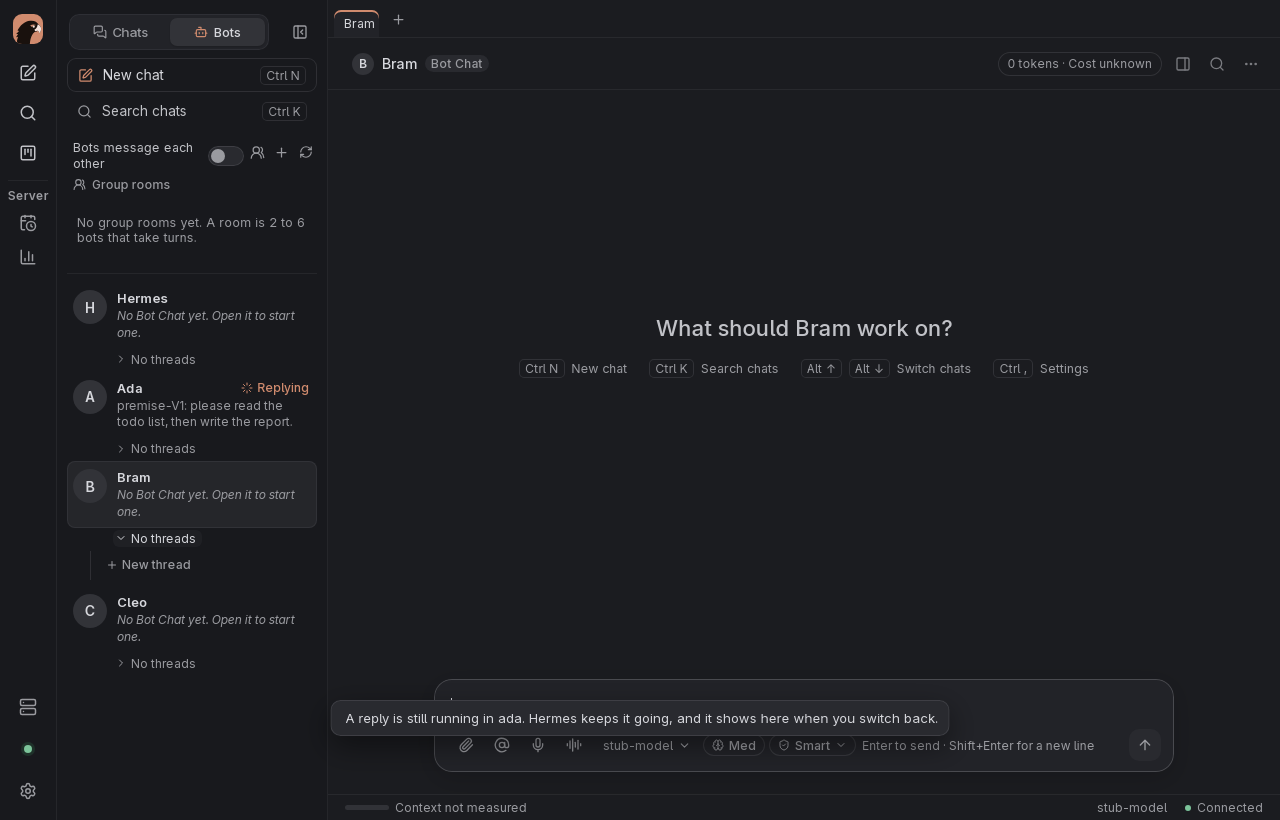 Chats
Bots
New chat
Ctrl N
Search chats
Ctrl K
Bots message each
other
Group rooms
No group rooms yet. A room is 2 to 6
bots that take turns.
Server
H
Hermes
No Bot Chat yet. Open it to start
one.
No threads
A
Ada
Replying
premise-V1: please read the
todo list, then write the report.
No threads
B
Bram
No Bot Chat yet. Open it to start
one.
No threads
New thread
C
Cleo
No Bot Chat yet. Open it to start
one.
No threads
Bram
B
Bram
Bot Chat
0 tokens · Cost unknown
What should Bram work on?
Ctrl N New chat
Ctrl K Search chats
Alt ↑ Alt ↓ Switch chats
Ctrl , Settings
A reply is still running in ada. Hermes keeps it going, and it shows here when you switch back.
stub-model
Med
Smart
Enter to send · Shift+Enter for a new line
Context not measured
stub-model
Connected